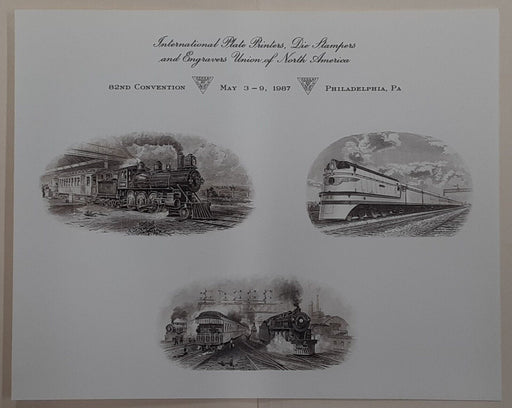 International Plate Printers, Die Stampers
and Engravers Union of North America
82nd Convention May 3-9, 1987 Philadelphia, Pa